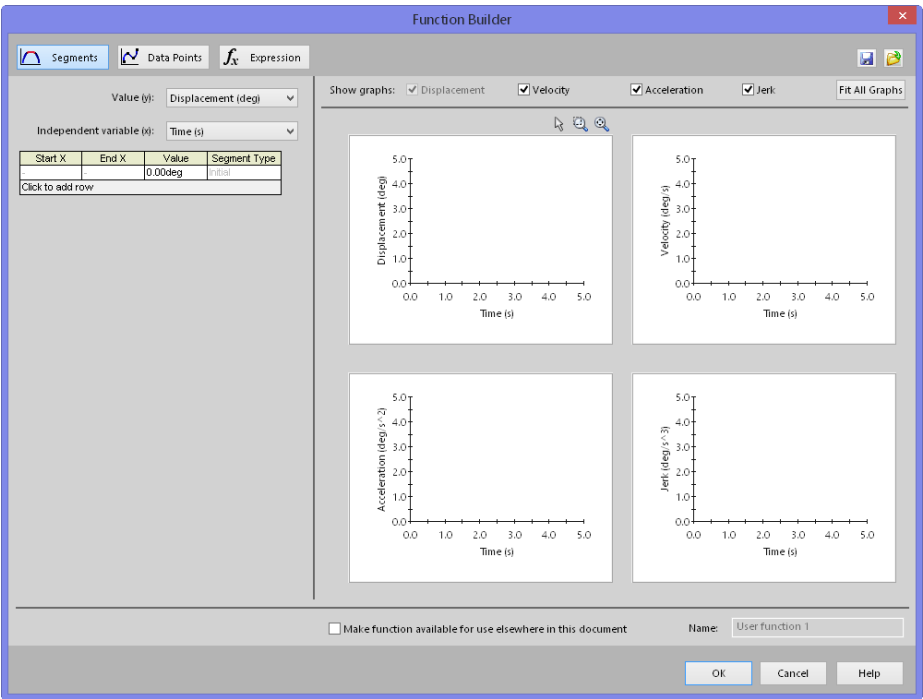 Function Builder
Segments
Data Points
fx Expression
Value (y): Displacement (deg)
Independent variable (x): Time (s)
Start X End X Value Segment Type
- - 0.00deg Initial
Click to add row
Show graphs: Displacement Velocity Acceleration Jerk Fit All Graphs
Displacement (deg)
5.0
4.0
3.0
2.0
1.0
0.0
0.0 1.0 2.0 3.0 4.0 5.0
Time (s)
Velocity (deg/s)
5.0
4.0
3.0
2.0
1.0
0.0
0.0 1.0 2.0 3.0 4.0 5.0
Time (s)
Acceleration (deg/s^2)
5.0
4.0
3.0
2.0
1.0
0.0
0.0 1.0 2.0 3.0 4.0 5.0
Time (s)
Jerk (deg/s^3)
5.0
4.0
3.0
2.0
1.0
0.0
0.0 1.0 2.0 3.0 4.0 5.0
Time (s)
Make function available for use elsewhere in this document
Name: User function 1
OK Cancel Help